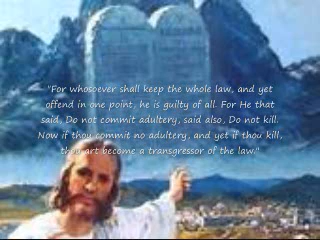 "For whosoever shall keep the whole law, and yet
offend in one point, he is guilty of all. For He that
said, Do not commit adultery, said also, Do not kill.
Now if thou commit no adultery, and yet if thou kill,
thou art become a transgressor of the law."